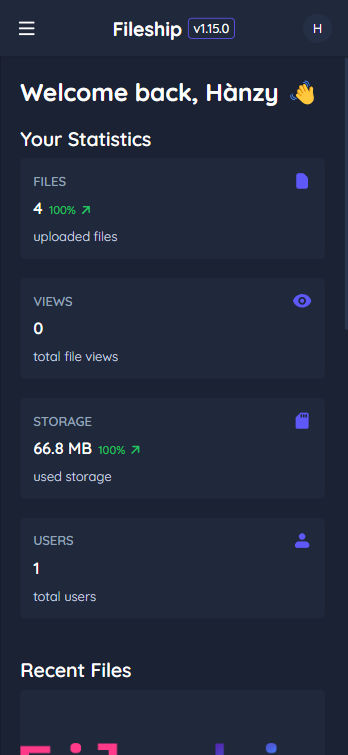 Fileship v1.15.0 H
Welcome back, Hànzy 👋
Your Statistics
FILES
4 100% ↗
uploaded files
VIEWS
0
total file views
STORAGE
66.8 MB 100% ↗
used storage
USERS
1
total users
Recent Files